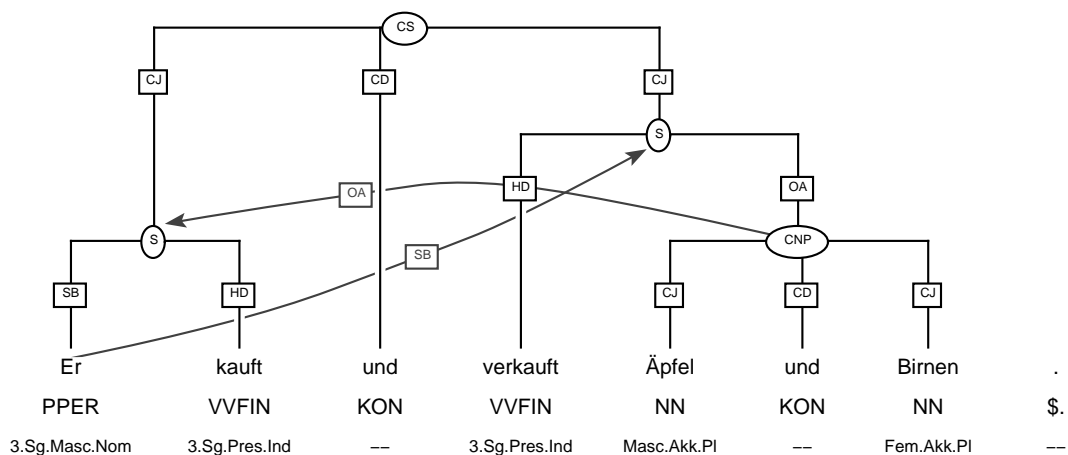 CS
CJ CD CJ
S
OA HD OA
S CNP
SB
SB HD CJ CD CJ
Er kauft und verkauft Äpfel und Birnen .
PPER VVFIN KON VVFIN NN KON NN $.
3.Sg.Masc.Nom 3.Sg.Pres.Ind –– 3.Sg.Pres.Ind Masc.Akk.Pl –– Fem.Akk.Pl ––